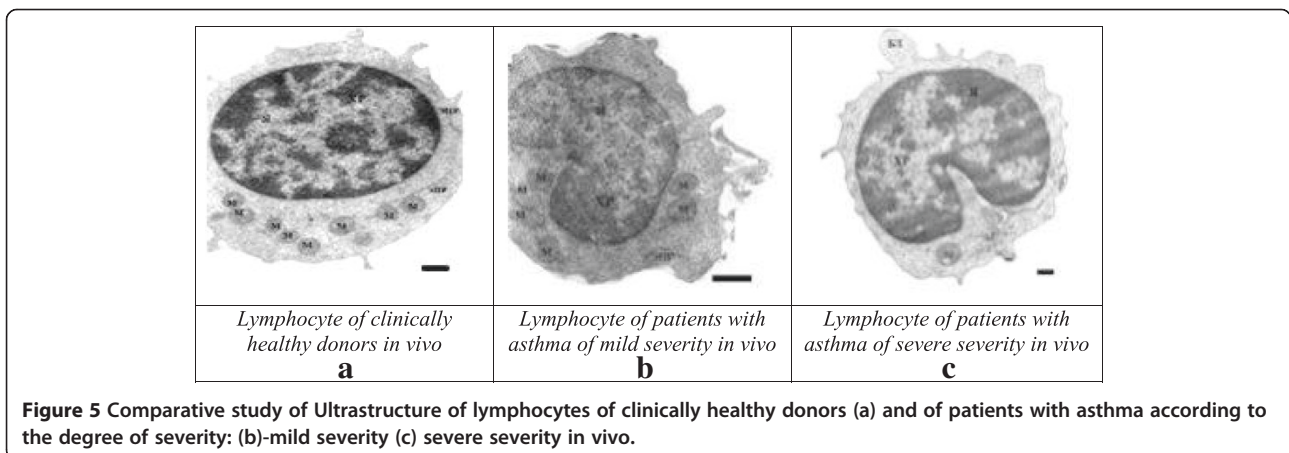 M
M
M
M
M
M
M
M
M
M
M
M
M
M
Lymphocyte of clinically
healthy donors in vivo
a
Lymphocyte of patients with
asthma of mild severity in vivo
b
Lymphocyte of patients with
asthma of severe severity in vivo
c
Figure 5 Comparative study of Ultrastructure of lymphocytes of clinically healthy donors (a) and of patients with asthma according to
the degree of severity: (b)-mild severity (c) severe severity in vivo.